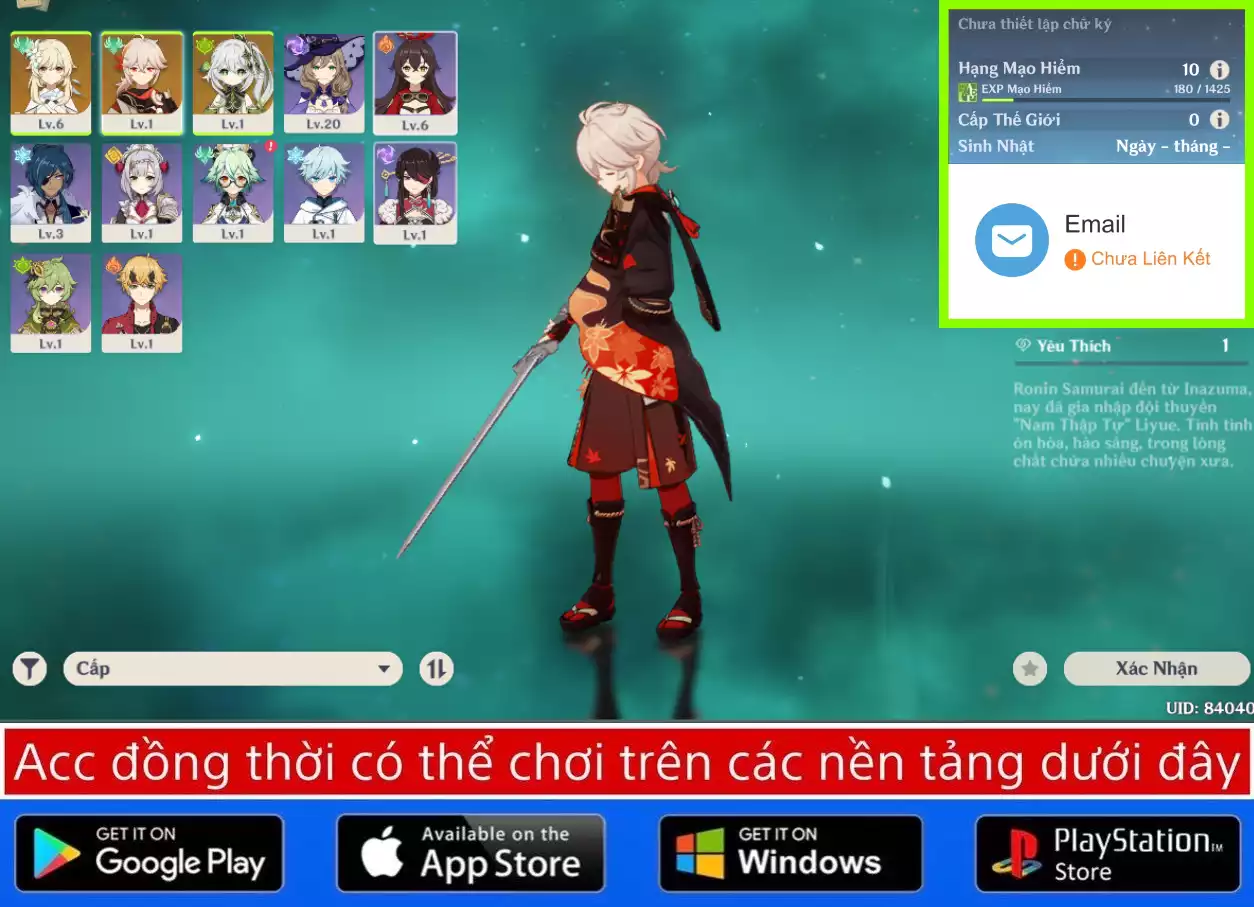 Chưa thiết lập chữ ký
Hạng Mạo Hiểm 10
EXP Mạo Hiểm 180 / 1425
Cấp Thế Giới 0
Sinh Nhật Ngày - tháng -
Email
Chưa Liên Kết
Lv.6 Lv.1 Lv.1 Lv.20 Lv.6
Lv.3 Lv.1 Lv.1 Lv.1 Lv.1
Lv.1 Lv.1
Yêu Thích 1
Ronin Samurai đến từ Inazuma,
nay đã gia nhập đội thuyền
"Nam Thập Tự" Liyue. Tính tình
ôn hòa, hào sảng, trong lòng
chất chứa nhiều chuyện xưa.
Cấp
Xác Nhận
UID: 84040
Acc đồng thời có thể chơi trên các nền tảng dưới đây
GET IT ON
Google Play
Available on the
App Store
GET IT ON
Windows
PlayStation™
Store